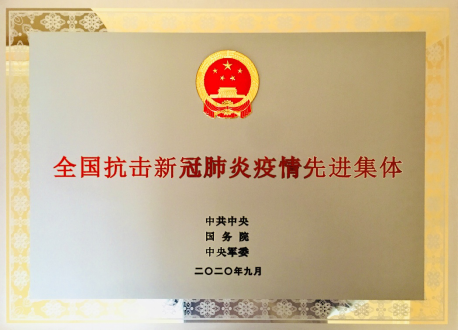 全国抗击新冠肺炎疫情先进集体
中共中央
国务院
中央军委
二〇二〇年九月